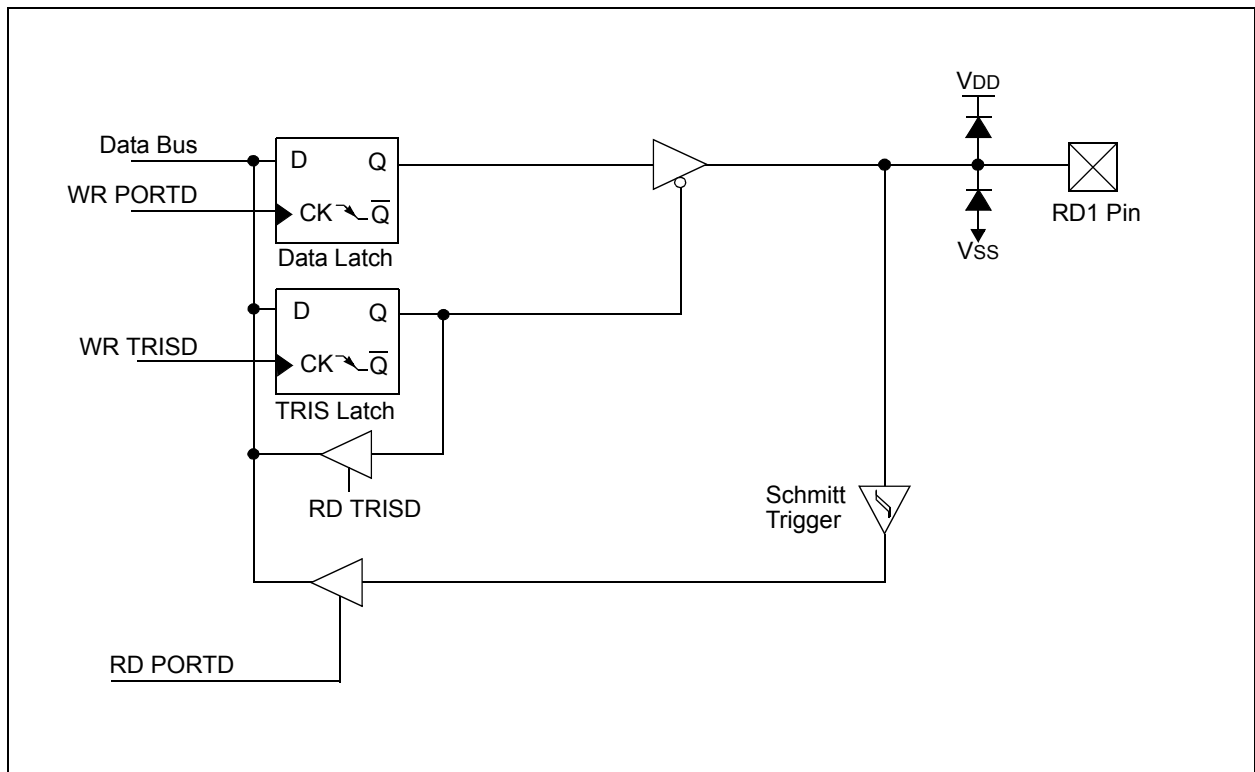 VDD
Data Bus
D Q
WR PORTD
CK Q̅
RD1 Pin
Data Latch
VSS
D Q
WR TRISD
CK Q̅
TRIS Latch
Schmitt
Trigger
RD TRISD
RD PORTD